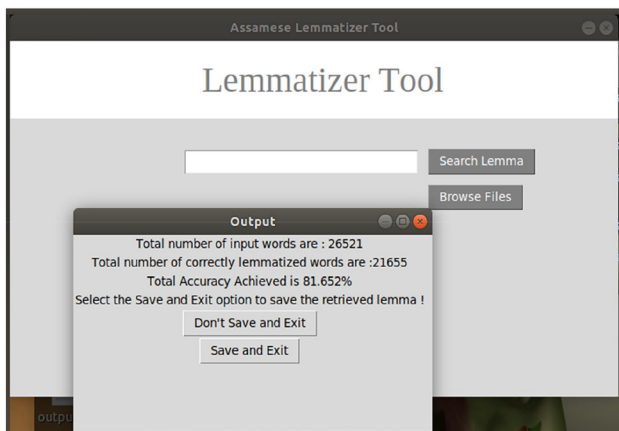 Assamese Lemmatizer Tool
Lemmatizer Tool
Search Lemma
Browse Files
Output
Total number of input words are : 26521
Total number of correctly lemmatized words are :21655
Total Accuracy Achieved is 81.652%
Select the Save and Exit option to save the retrieved lemma !
Don't Save and Exit
Save and Exit
outpu